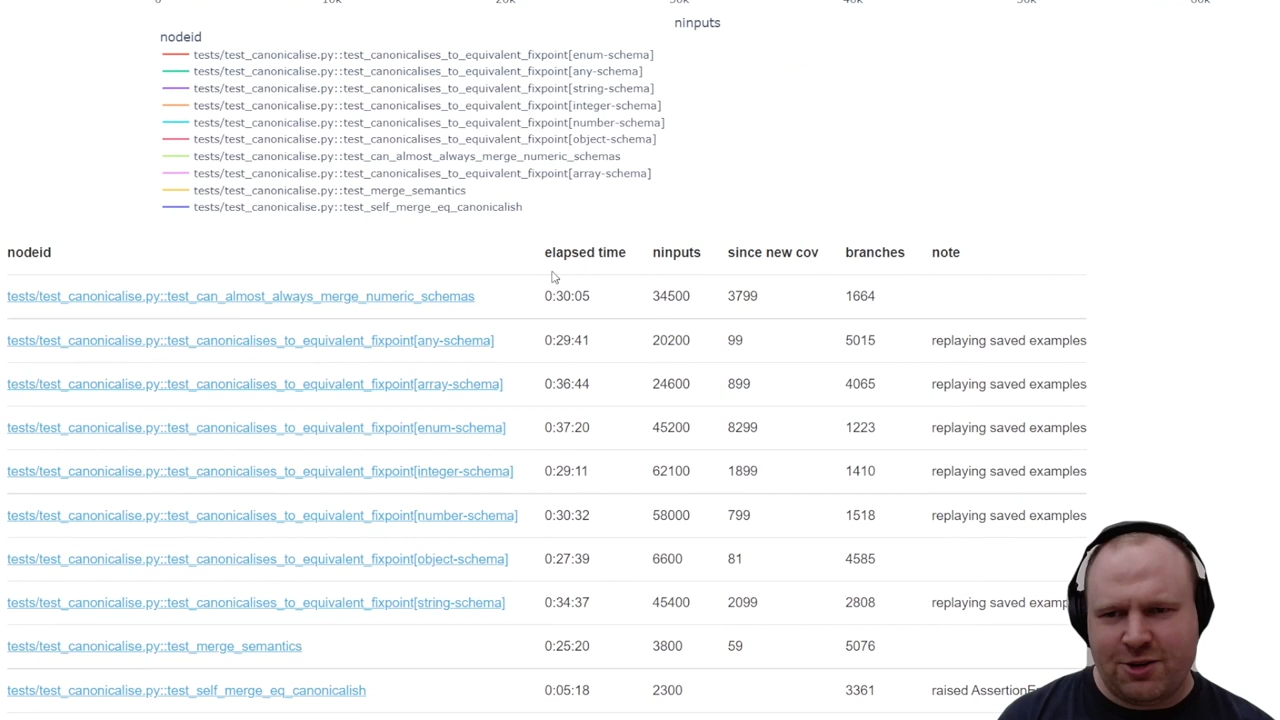 0 10k 20k 30k 40k 50k 60k
ninputs
nodeid
tests/test_canonicalise.py::test_canonicalises_to_equivalent_fixpoint[enum-schema]
tests/test_canonicalise.py::test_canonicalises_to_equivalent_fixpoint[any-schema]
tests/test_canonicalise.py::test_canonicalises_to_equivalent_fixpoint[string-schema]
tests/test_canonicalise.py::test_canonicalises_to_equivalent_fixpoint[integer-schema]
tests/test_canonicalise.py::test_canonicalises_to_equivalent_fixpoint[number-schema]
tests/test_canonicalise.py::test_canonicalises_to_equivalent_fixpoint[object-schema]
tests/test_canonicalise.py::test_can_almost_always_merge_numeric_schemas
tests/test_canonicalise.py::test_canonicalises_to_equivalent_fixpoint[array-schema]
tests/test_canonicalise.py::test_merge_semantics
tests/test_canonicalise.py::test_self_merge_eq_canonicalish
nodeid elapsed time ninputs since new cov branches note
tests/test_canonicalise.py::test_can_almost_always_merge_numeric_schemas 0:30:05 34500 3799 1664
tests/test_canonicalise.py::test_canonicalises_to_equivalent_fixpoint[any-schema] 0:29:41 20200 99 5015 replaying saved examples
tests/test_canonicalise.py::test_canonicalises_to_equivalent_fixpoint[array-schema] 0:36:44 24600 899 4065 replaying saved examples
tests/test_canonicalise.py::test_canonicalises_to_equivalent_fixpoint[enum-schema] 0:37:20 45200 8299 1223 replaying saved examples
tests/test_canonicalise.py::test_canonicalises_to_equivalent_fixpoint[integer-schema] 0:29:11 62100 1899 1410 replaying saved examples
tests/test_canonicalise.py::test_canonicalises_to_equivalent_fixpoint[number-schema] 0:30:32 58000 799 1518 replaying saved examples
tests/test_canonicalise.py::test_canonicalises_to_equivalent_fixpoint[object-schema] 0:27:39 6600 81 4585
tests/test_canonicalise.py::test_canonicalises_to_equivalent_fixpoint[string-schema] 0:34:37 45400 2099 2808 replaying saved examp
tests/test_canonicalise.py::test_merge_semantics 0:25:20 3800 59 5076
tests/test_canonicalise.py::test_self_merge_eq_canonicalish 0:05:18 2300 3361 raised AssertionE